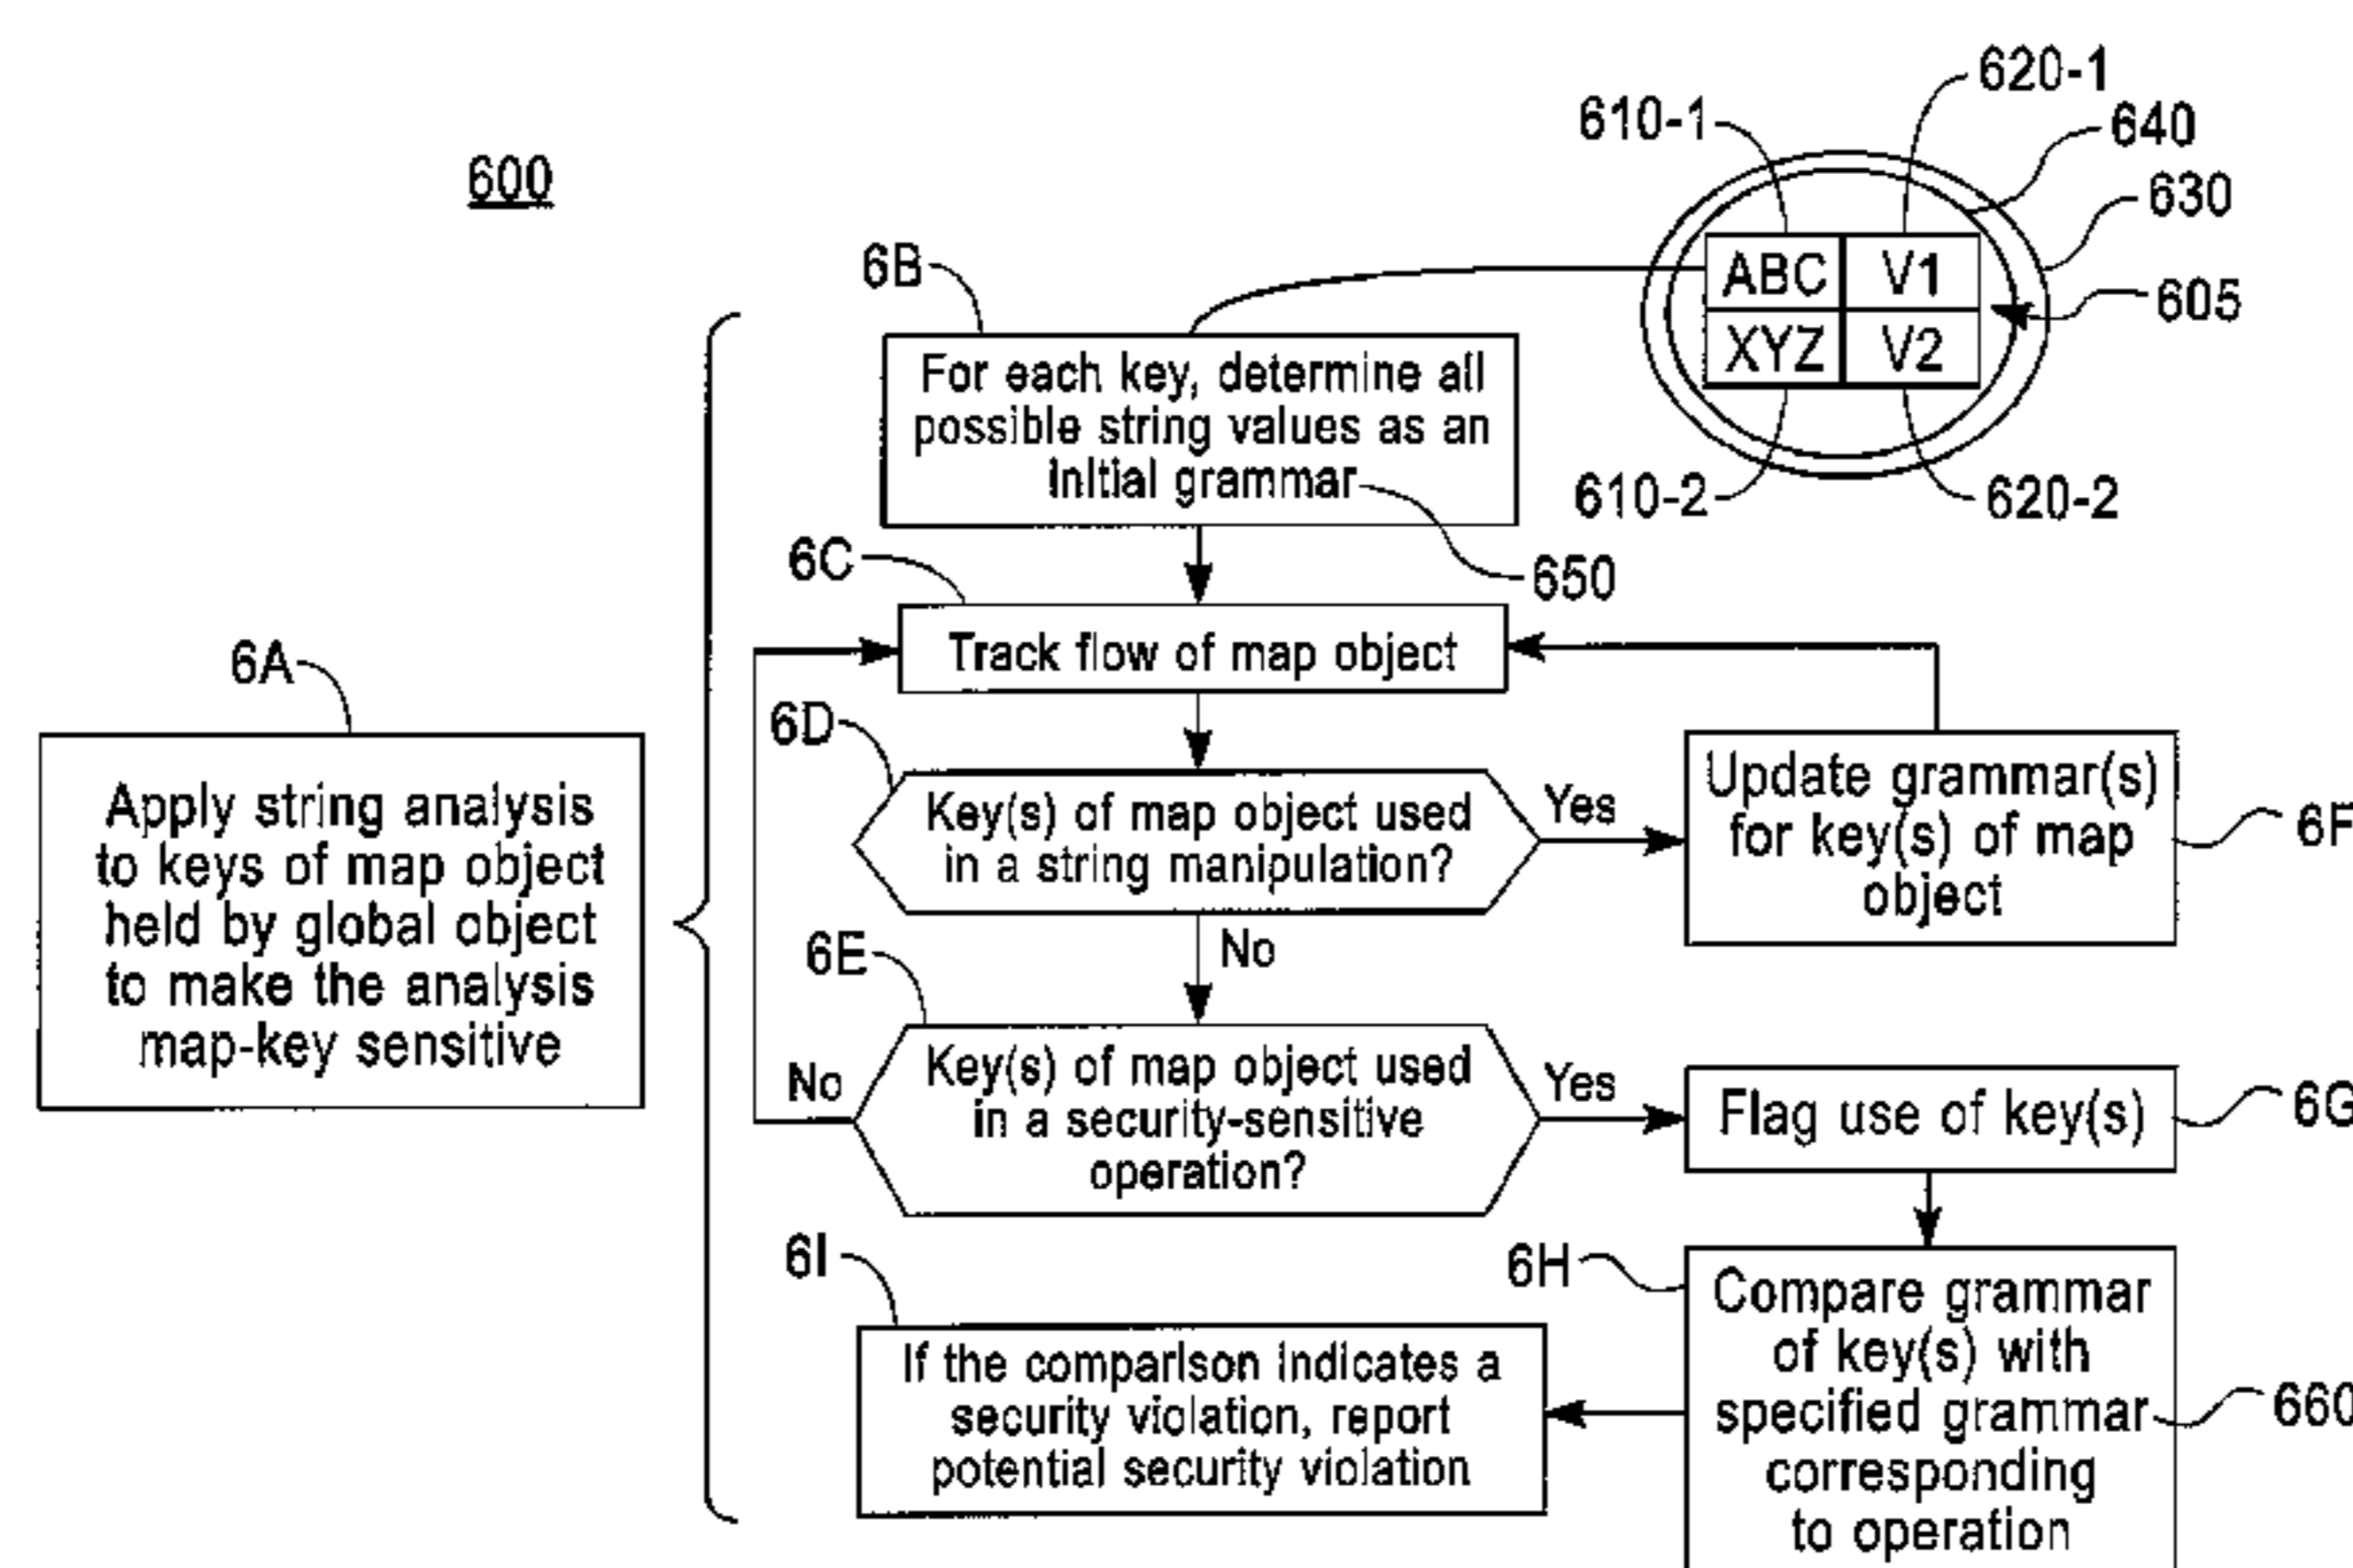 600
620-1
610-1
640
630
605
ABC
V1
XYZ
V2
610-2
620-2
6B
For each key, determine all
possible string values as an
initial grammar
650
6C
Track flow of map object
6A
Apply string analysis
to keys of map object
held by global object
to make the analysis
map-key sensitive
6D
Key(s) of map object used
in a string manipulation?
Yes
Update grammar(s)
for key(s) of map
object
6F
No
6E
Key(s) of map object used
in a security-sensitive
operation?
No
Yes
Flag use of key(s)
6G
6H
Compare grammar
of key(s) with
specified grammar
corresponding
to operation
660
6I
If the comparison indicates a
security violation, report
potential security violation